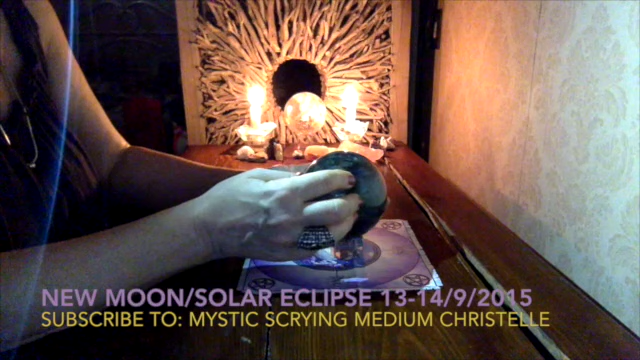 NEW MOON/SOLAR ECLIPSE 13-14/9/2015
SUBSCRIBE TO: MYSTIC SCRYING MEDIUM CHRISTELLE